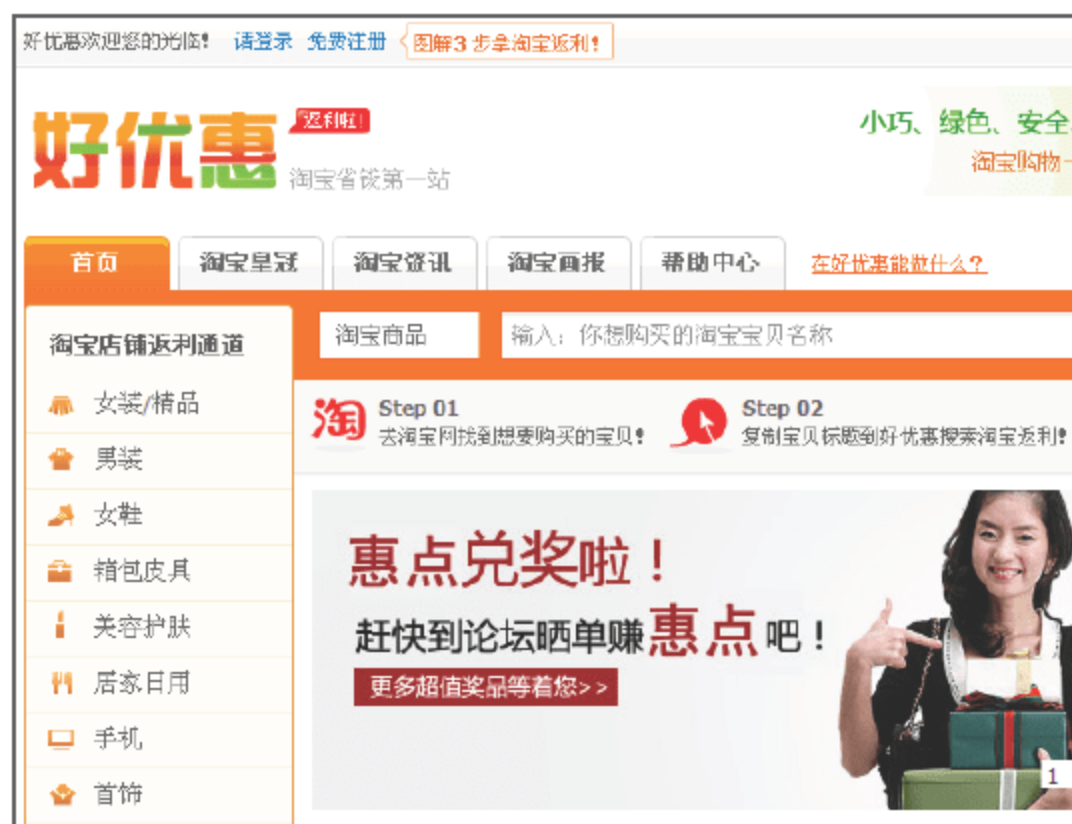 好优惠欢迎您的光临! 请登录 免费注册 图解3 步拿淘宝返利!
好优惠 返利啦!
淘宝省钱第一站
小巧、绿色、安全
淘宝购物
首页 淘宝皇冠 淘宝资讯 淘宝画报 帮助中心 在好优惠能做什么?
淘宝商品 输入: 你想购买的淘宝宝贝名称
淘宝店铺返利通道
女装/精品
男装
女鞋
箱包皮具
美容护肤
居家日用
手机
首饰
淘 Step 01
去淘宝网找到想要购买的宝贝!
Step 02
复制宝贝标题到好优惠搜索淘宝返利!
惠点兑奖啦!
赶快到论坛晒单赚惠点吧!
更多超值奖品等着您>>
1